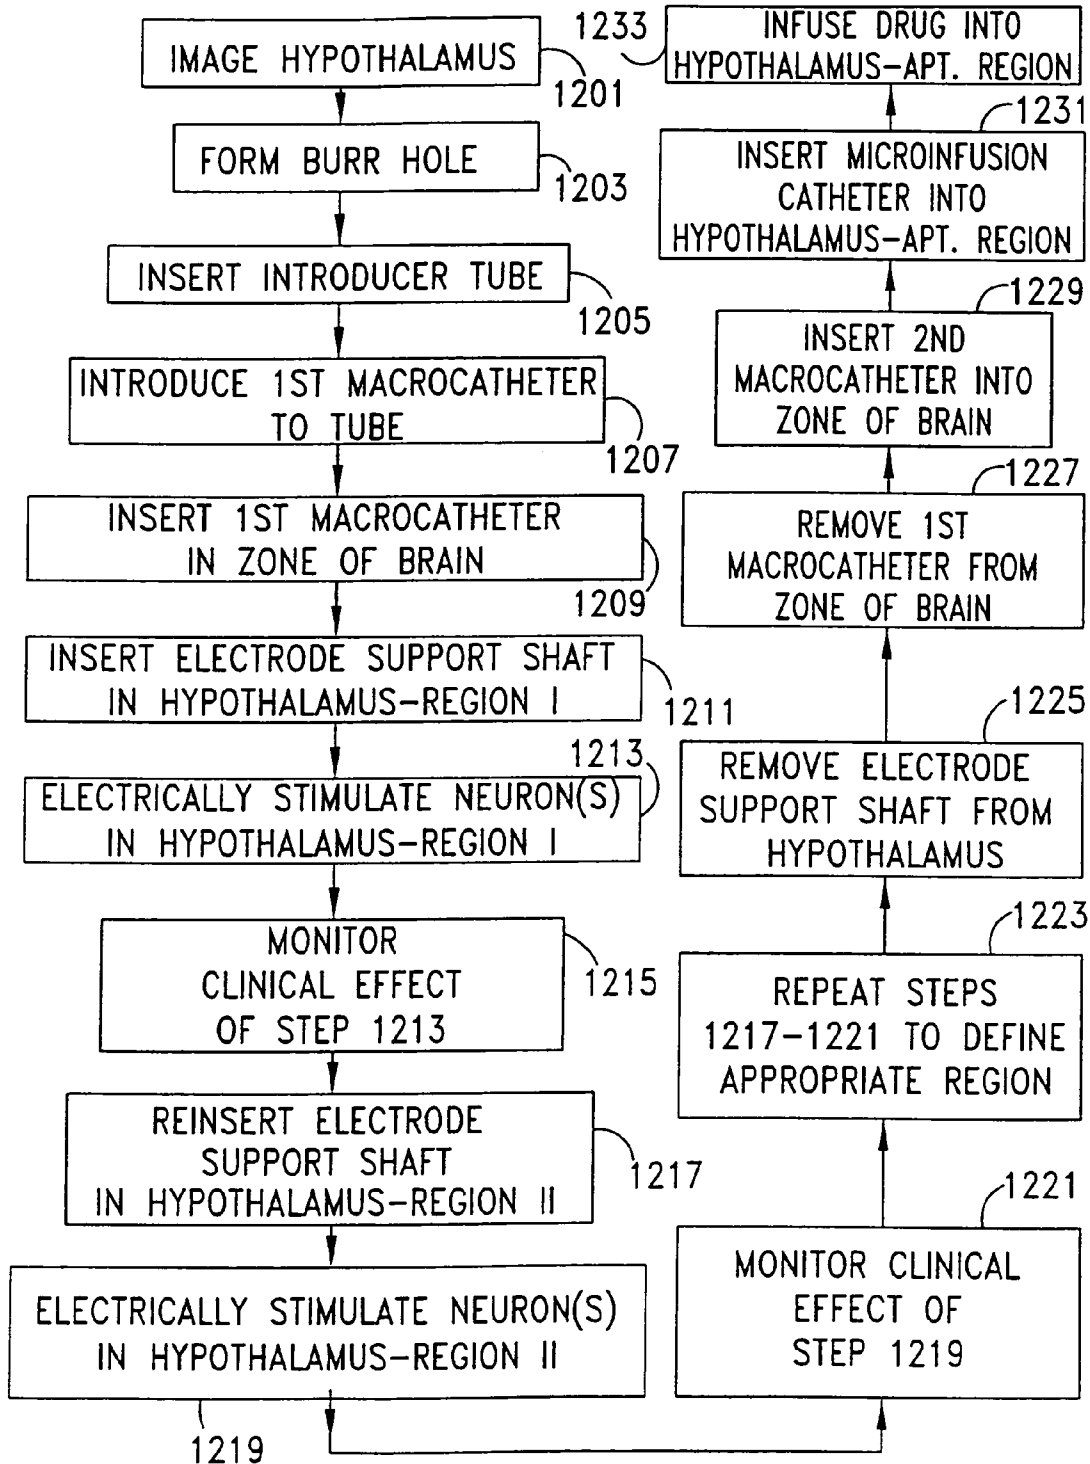 IMAGE HYPOTHALAMUS
1201
FORM BURR HOLE
1203
INSERT INTRODUCER TUBE
1205
INTRODUCE 1ST MACROCATHETER
TO TUBE
1207
INSERT 1ST MACROCATHETER
IN ZONE OF BRAIN
1209
INSERT ELECTRODE SUPPORT SHAFT
IN HYPOTHALAMUS-REGION I
1211
1213
ELECTRICALLY STIMULATE NEURON(S)
IN HYPOTHALAMUS-REGION I
MONITOR
CLINICAL EFFECT
OF STEP 1213
1215
REINSERT ELECTRODE
SUPPORT SHAFT
IN HYPOTHALAMUS-REGION II
1217
ELECTRICALLY STIMULATE NEURON(S)
IN HYPOTHALAMUS-REGION II
1219
1221
MONITOR CLINICAL
EFFECT OF
STEP 1219
1223
REPEAT STEPS
1217-1221 TO DEFINE
APPROPRIATE REGION
1225
REMOVE ELECTRODE
SUPPORT SHAFT FROM
HYPOTHALAMUS
1227
REMOVE 1ST
MACROCATHETER FROM
ZONE OF BRAIN
1229
INSERT 2ND
MACROCATHETER INTO
ZONE OF BRAIN
1231
INSERT MICROINFUSION
CATHETER INTO
HYPOTHALAMUS-APT. REGION
1233
INFUSE DRUG INTO
HYPOTHALAMUS-APT. REGION